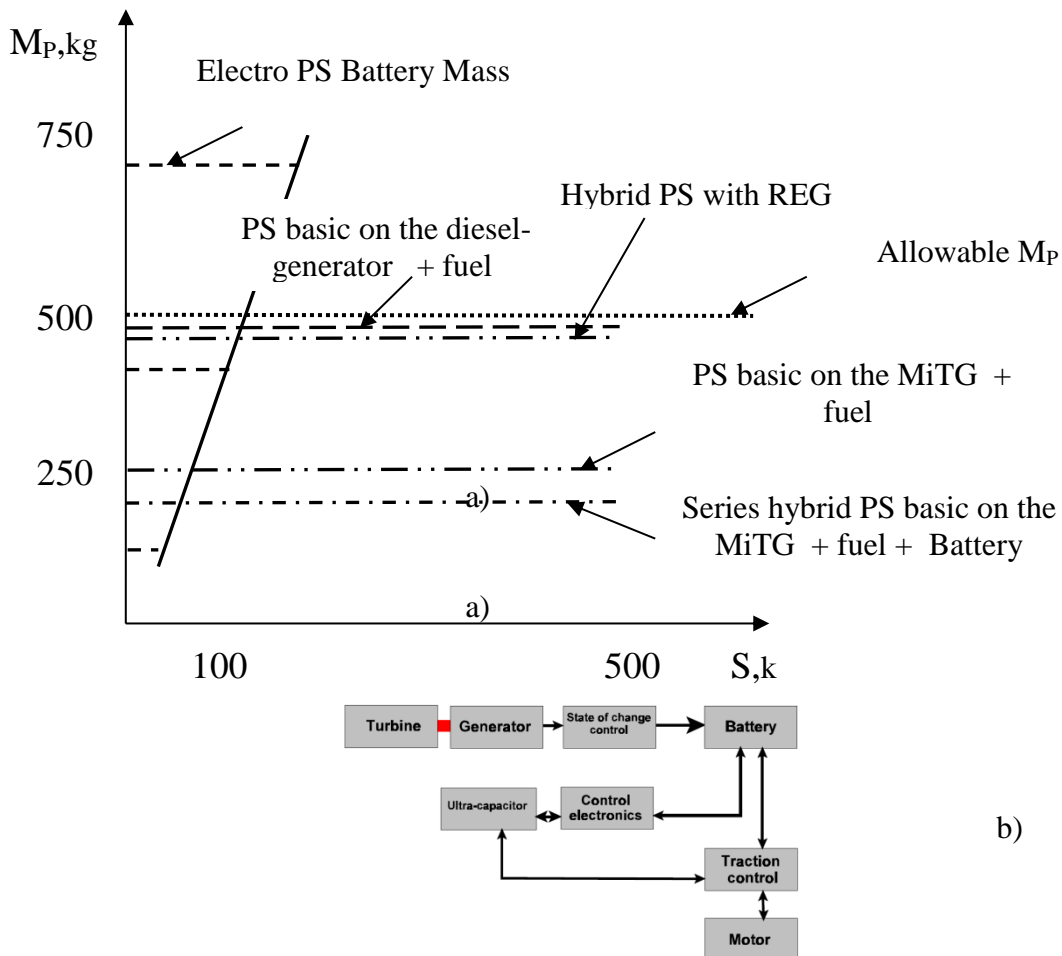 M_P,kg
Electro PS Battery Mass
750
Hybrid PS with REG
PS basic on the diesel-
generator + fuel
Allowable M_P
500
PS basic on the MiTG +
fuel
250
a)
Series hybrid PS basic on the
MiTG + fuel + Battery
a)
100
500
S,k
Turbine
Generator
State of change
control
Battery
Ultra-capacitor
Control
electronics
b)
Traction
control
Motor